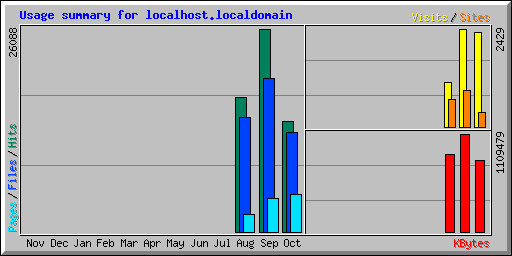 Usage summary for localhost.localdomain
Visits / Sites
26088
2429
Pages / Files / Hits
1109479
Nov Dec Jan Feb Mar Apr May Jun Jul Aug Sep Oct
KBytes